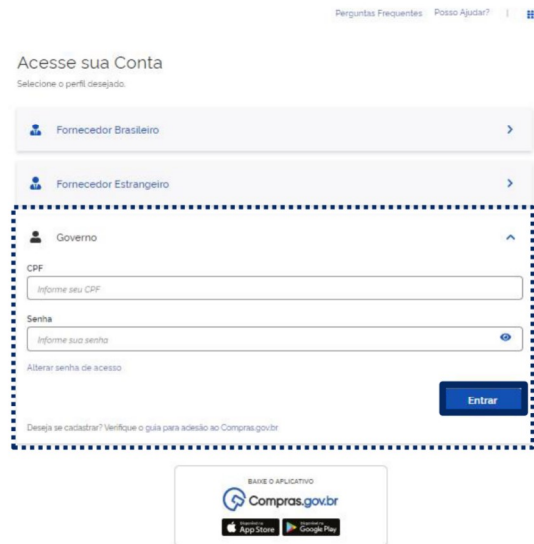 Perguntas Frequentes Posso Ajudar?
Acesse sua Conta
Selecione o perfil desejado.
Fornecedor Brasileiro
Fornecedor Estrangeiro
Governo
CPF
Informe seu CPF
Senha
Informe sua senha
Alterar senha de acesso
Entrar
Deseja se cadastrar? Verifique o guia para adesão ao Compras.gov.br
BAIXE O APLICATIVO
Compras.gov.br
App Store Google Play